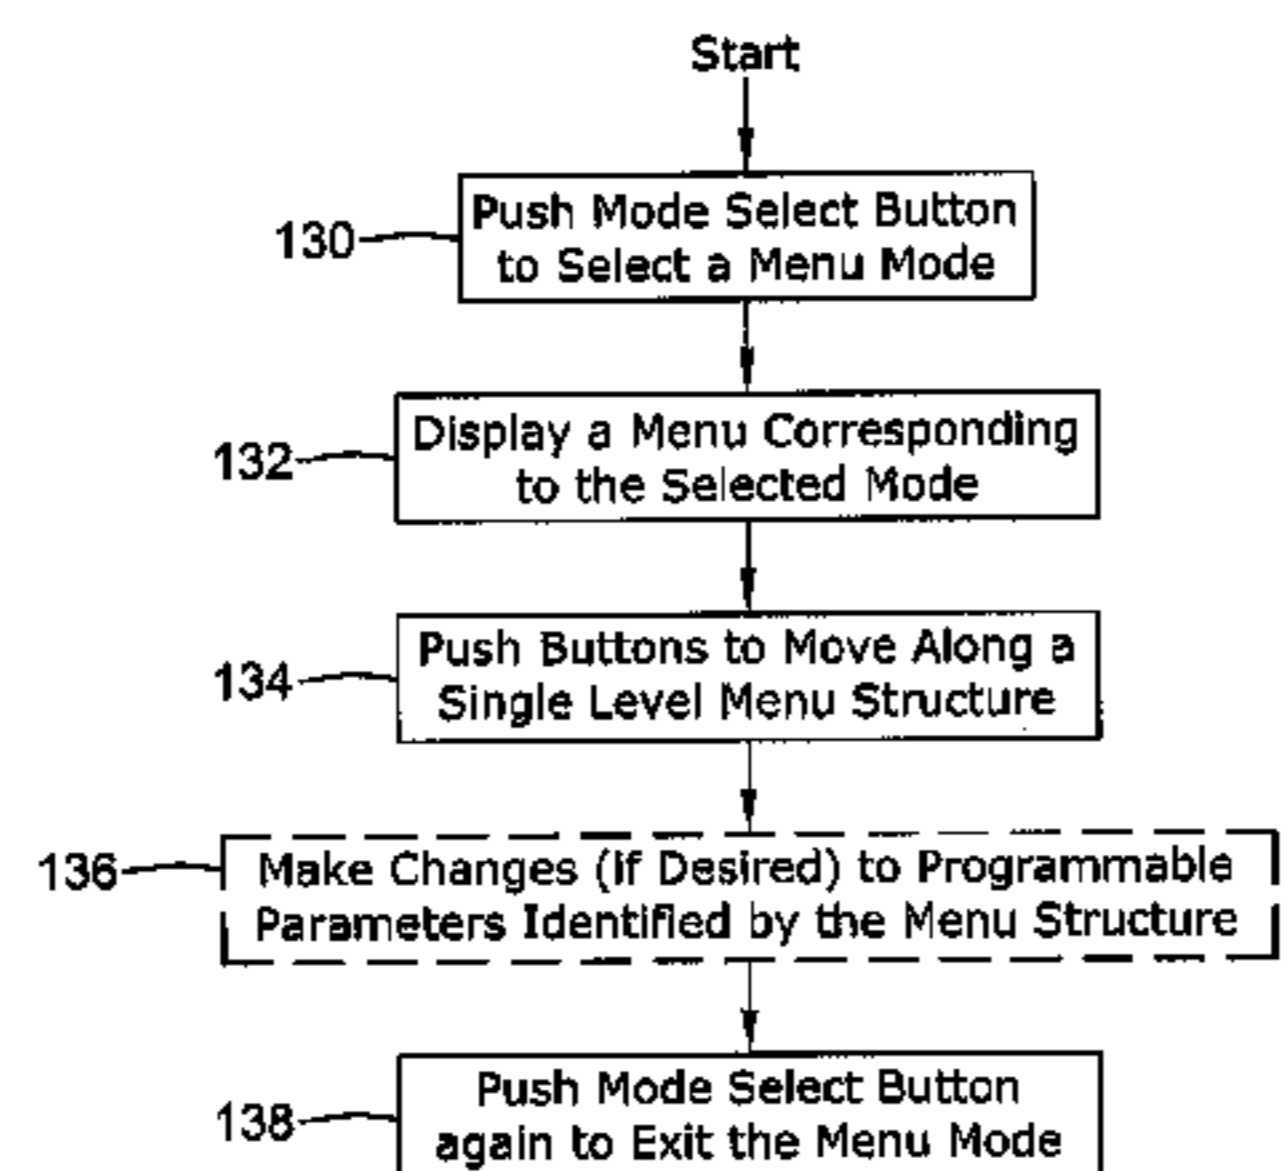 Start
130
Push Mode Select Button
to Select a Menu Mode
132
Display a Menu Corresponding
to the Selected Mode
134
Push Buttons to Move Along a
Single Level Menu Structure
136
Make Changes (if Desired) to Programmable
Parameters Identified by the Menu Structure
138
Push Mode Select Button
again to Exit the Menu Mode